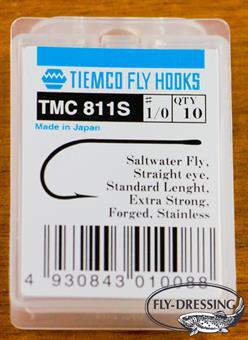 TIEMCO FLY HOOKS
TMC 811S # 1/0 QTY 10
Made in Japan
Saltwater Fly,
Straight eye,
Standard Lenght,
Extra Strong,
Forged, Stainless
4 930843 010088
FLY-DRESSING